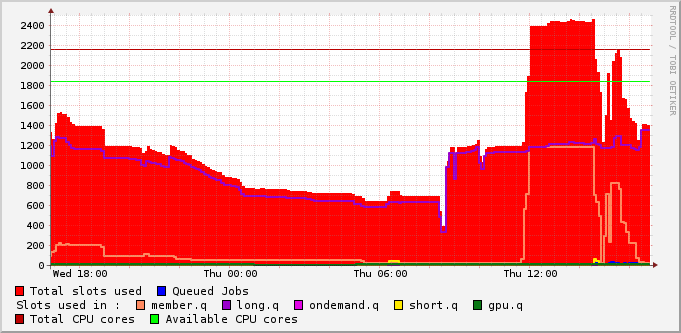 2400
2200
2000
1800
1600
1400
1200
1000
800
600
400
200
0
Wed 18:00 Thu 00:00 Thu 06:00 Thu 12:00
RRDTOOL / TOBI OETIKER
Total slots used Queued Jobs
Slots used in : member.q long.q ondemand.q short.q gpu.q
Total CPU cores Available CPU cores